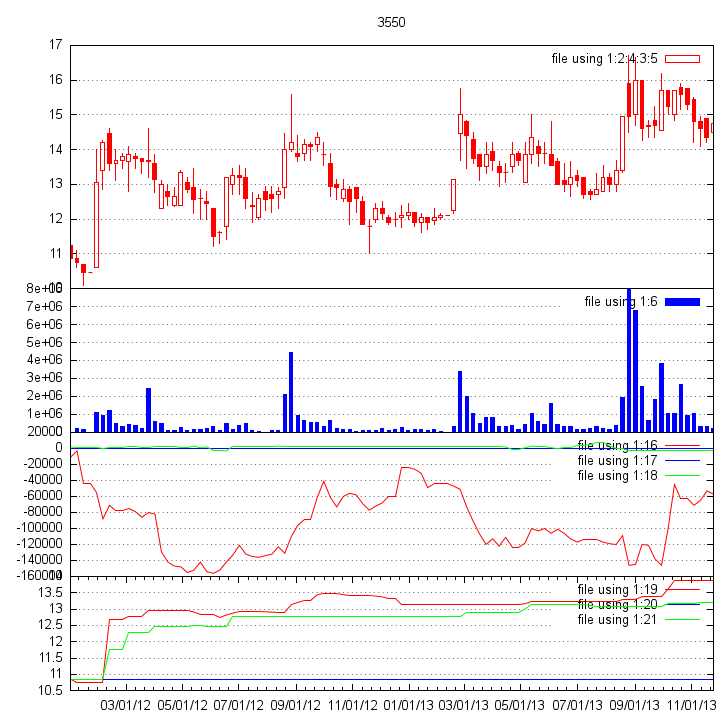 3550
17
file using 1:2:4:3:5
16
15
14
13
12
11
10
8e+06
file using 1:6
7e+06
6e+06
5e+06
4e+06
3e+06
2e+06
1e+06
20000
0
file using 1:16
file using 1:17
file using 1:18
-20000
-40000
-60000
-80000
-100000
-120000
-140000
-160000
14
file using 1:19
13.5
file using 1:20
13
file using 1:21
12.5
12
11.5
11
10.5
03/01/12 05/01/12 07/01/12 09/01/12 11/01/12 01/01/13 03/01/13 05/01/13 07/01/13 09/01/13 11/01/13